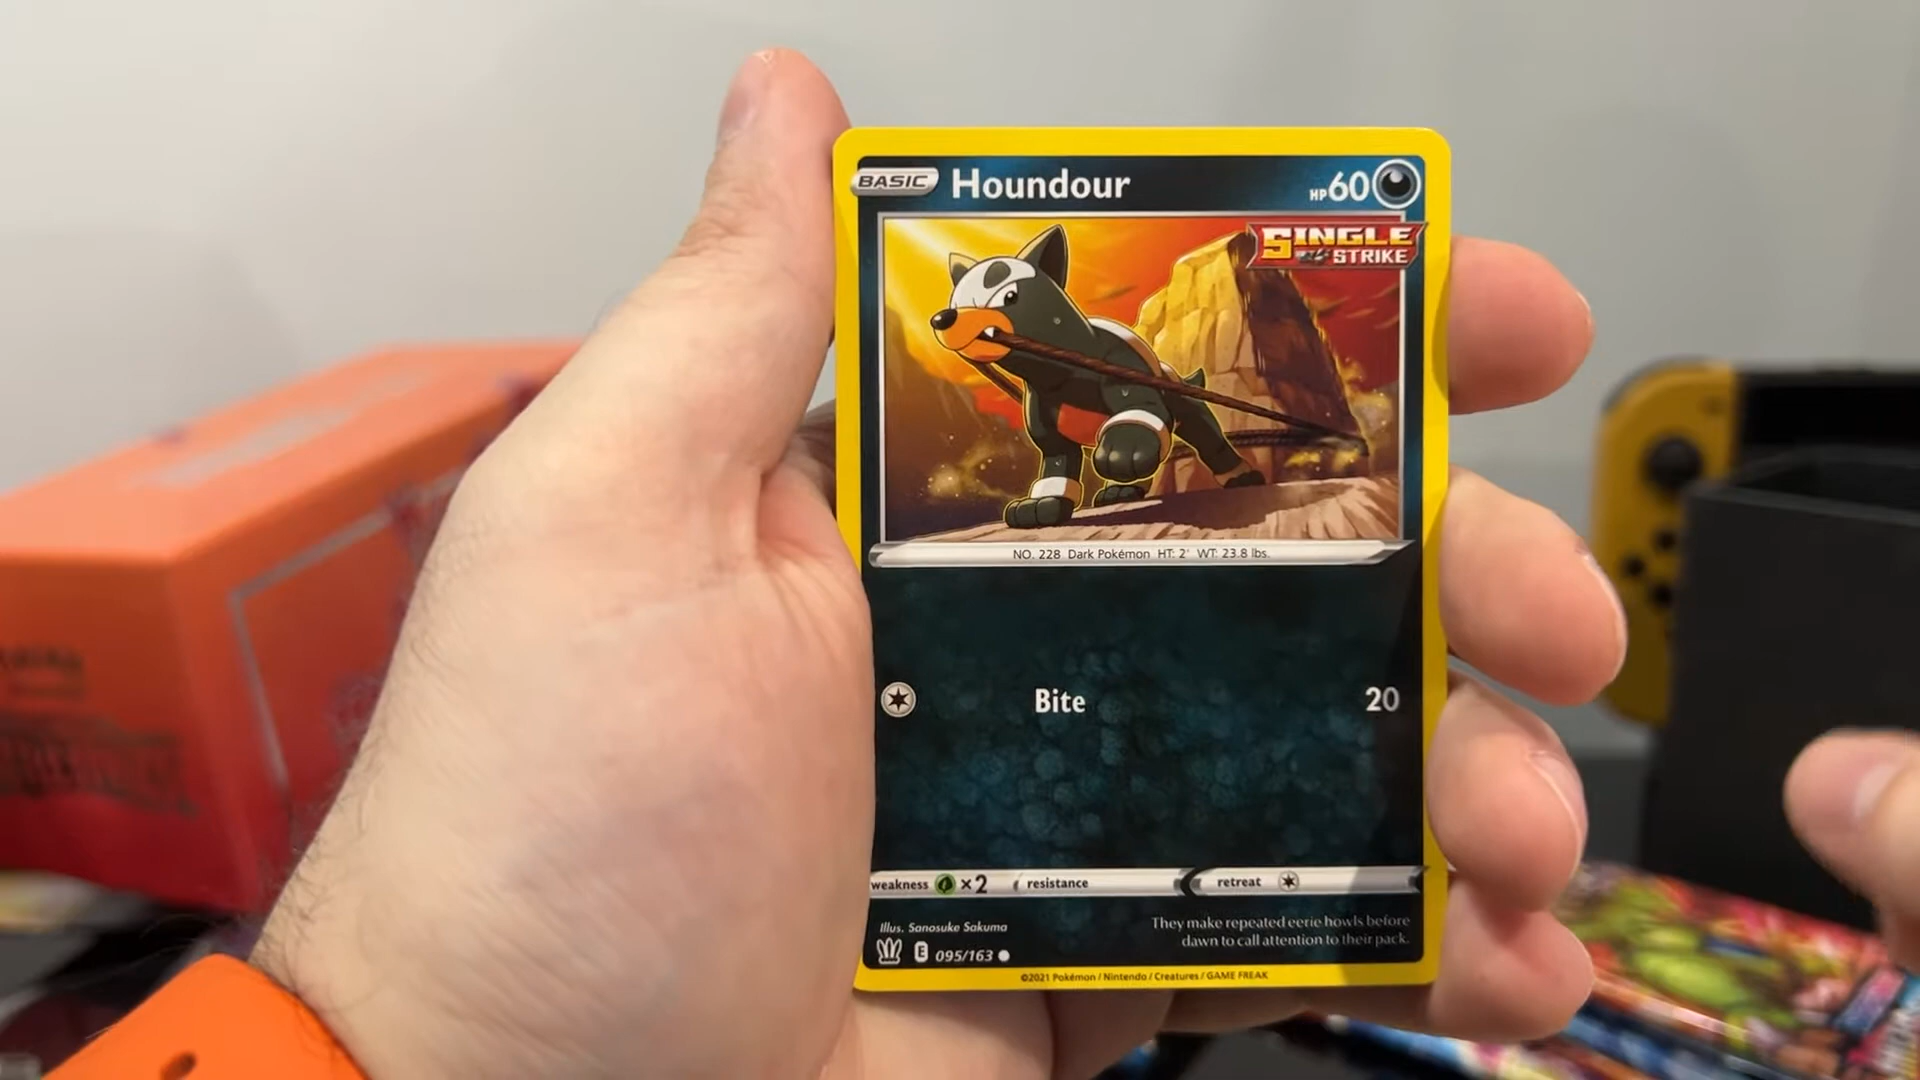 BASIC Houndour HP60
SINGLE
STRIKE
NO. 228 Dark Pokémon HT: 2' WT: 23.8 lbs.
Bite 20
weakness ×2 resistance retreat
Illus. Sanosuke Sakuma
They make repeated eerie howls before
dawn to call attention to their pack.
E 095/163
©2021 Pokémon / Nintendo / Creatures / GAME FREAK